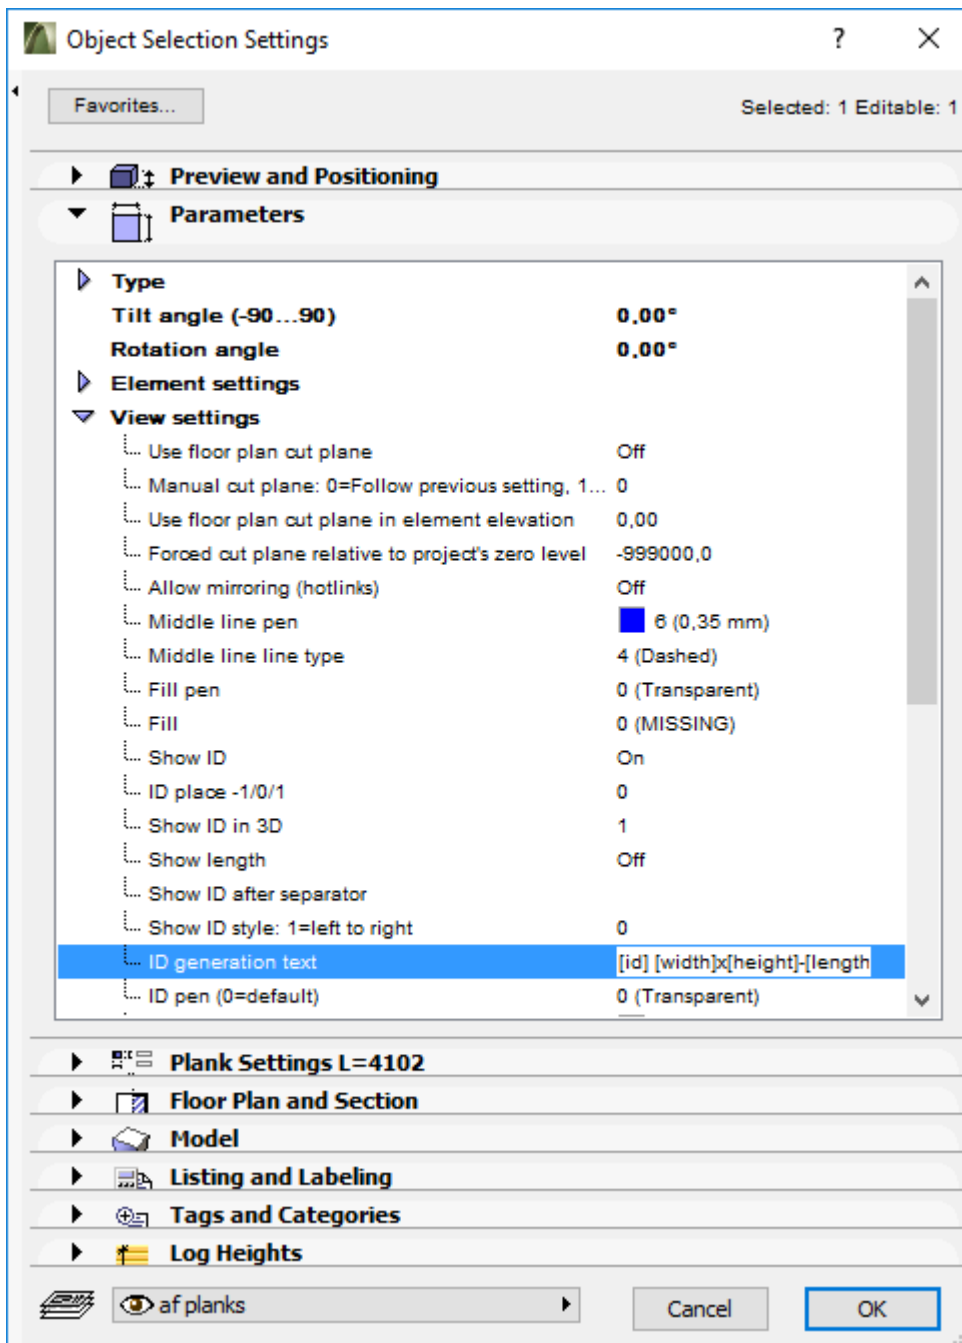 Object Selection Settings ?
Favorites...
Selected: 1 Editable: 1
Preview and Positioning
Parameters
Type
Tilt angle (-90...90) 0,00°
Rotation angle 0,00°
Element settings
View settings
Use floor plan cut plane Off
Manual cut plane: 0=Follow previous setting, 1... 0
Use floor plan cut plane in element elevation 0,00
Forced cut plane relative to project's zero level -999000,0
Allow mirroring (hotlinks) Off
Middle line pen 6 (0,35 mm)
Middle line line type 4 (Dashed)
Fill pen 0 (Transparent)
Fill 0 (MISSING)
Show ID On
ID place -1/0/1 0
Show ID in 3D 1
Show length Off
Show ID after separator
Show ID style: 1=left to right 0
ID generation text [id] [width]x[height]-[length
ID pen (0=default) 0 (Transparent)
Plank Settings L=4102
Floor Plan and Section
Model
Listing and Labeling
Tags and Categories
Log Heights
af planks
Cancel
OK